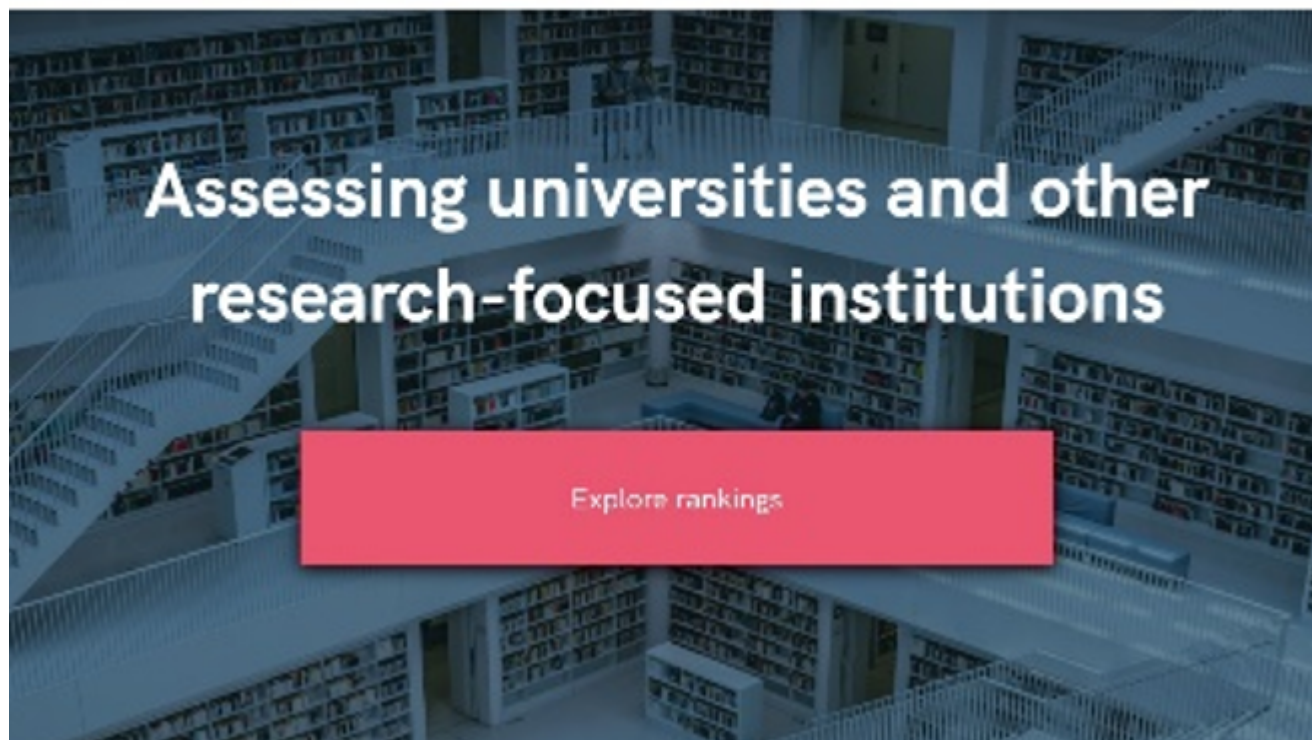 Assessing universities and other
research-focused institutions
Explore rankings